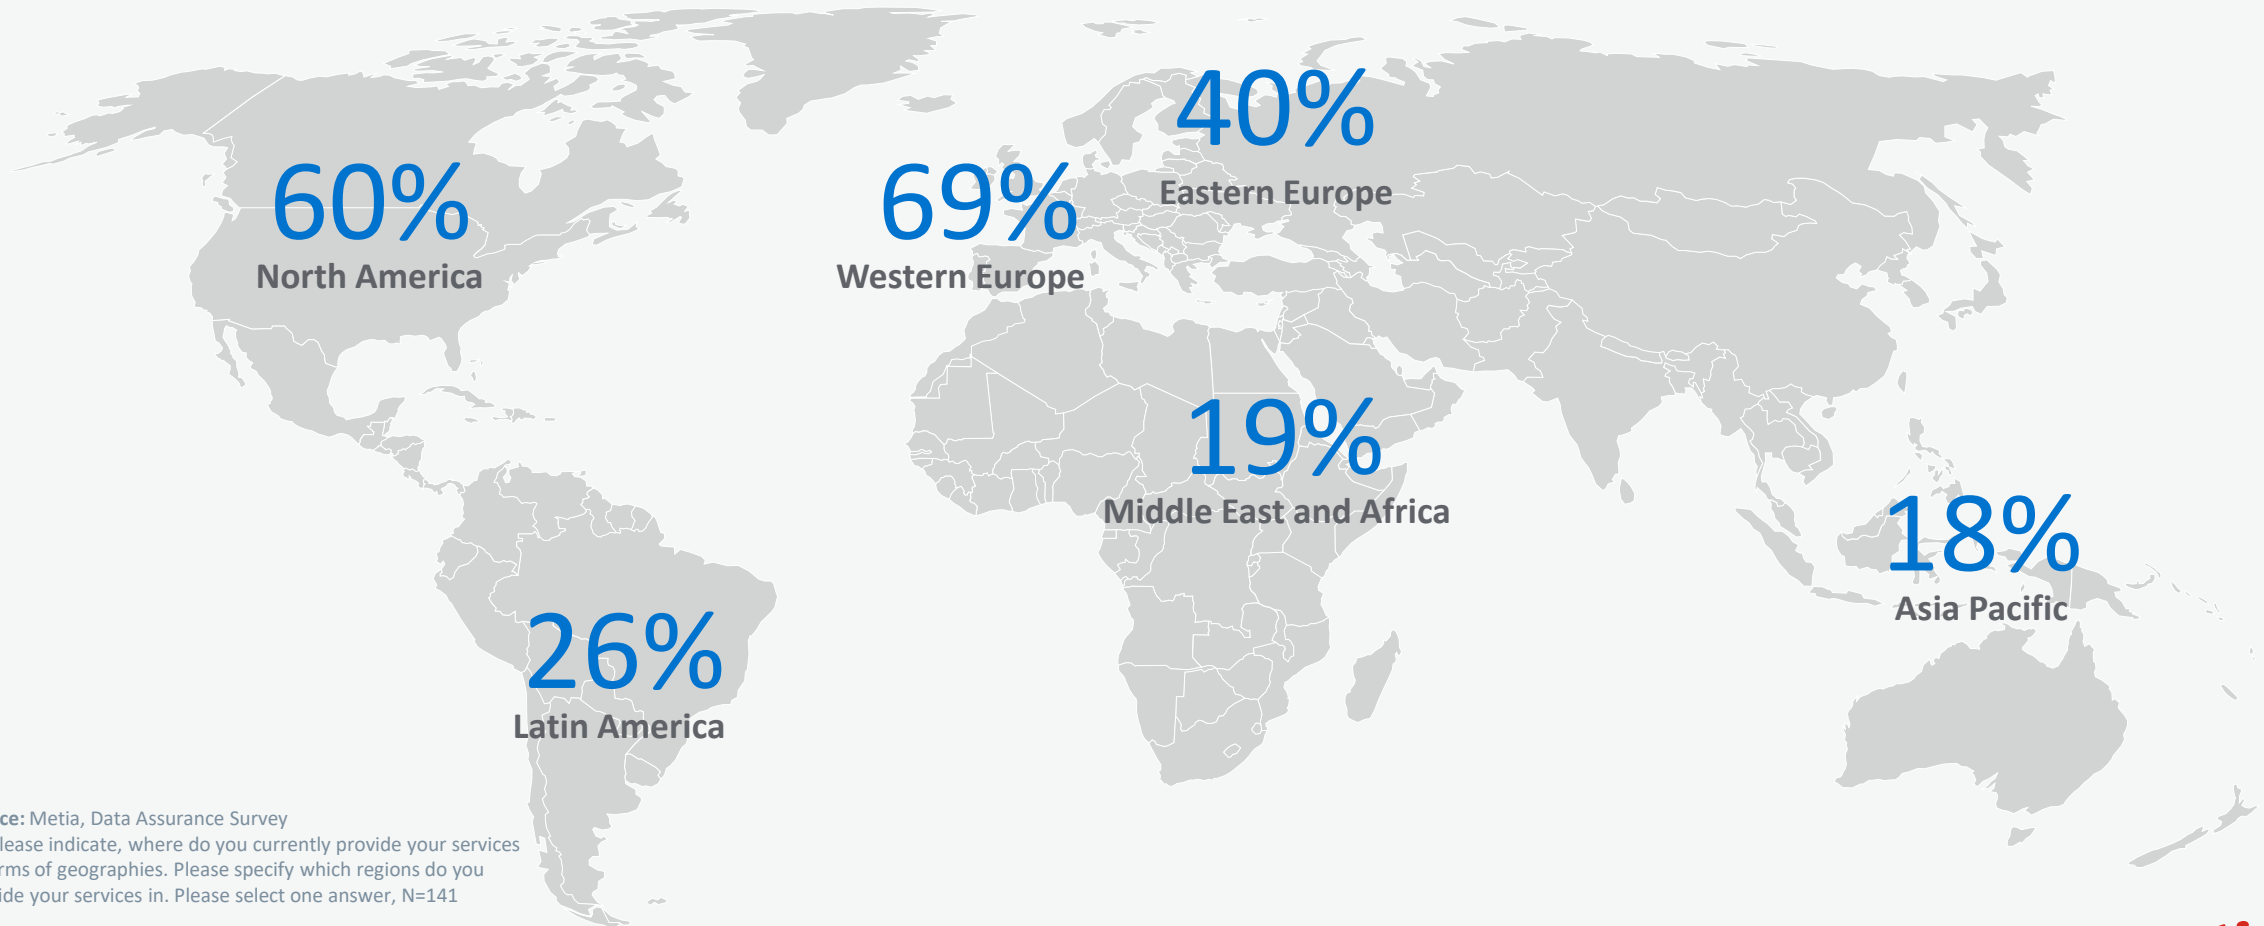 40%
Eastern Europe
60%
North America
69%
Western Europe
19%
Middle East and Africa
18%
Asia Pacific
26%
Latin America
ce: Metia, Data Assurance Survey
lease indicate, where do you currently provide your services
rms of geographies. Please specify which regions do you
ide your services in. Please select one answer, N=141